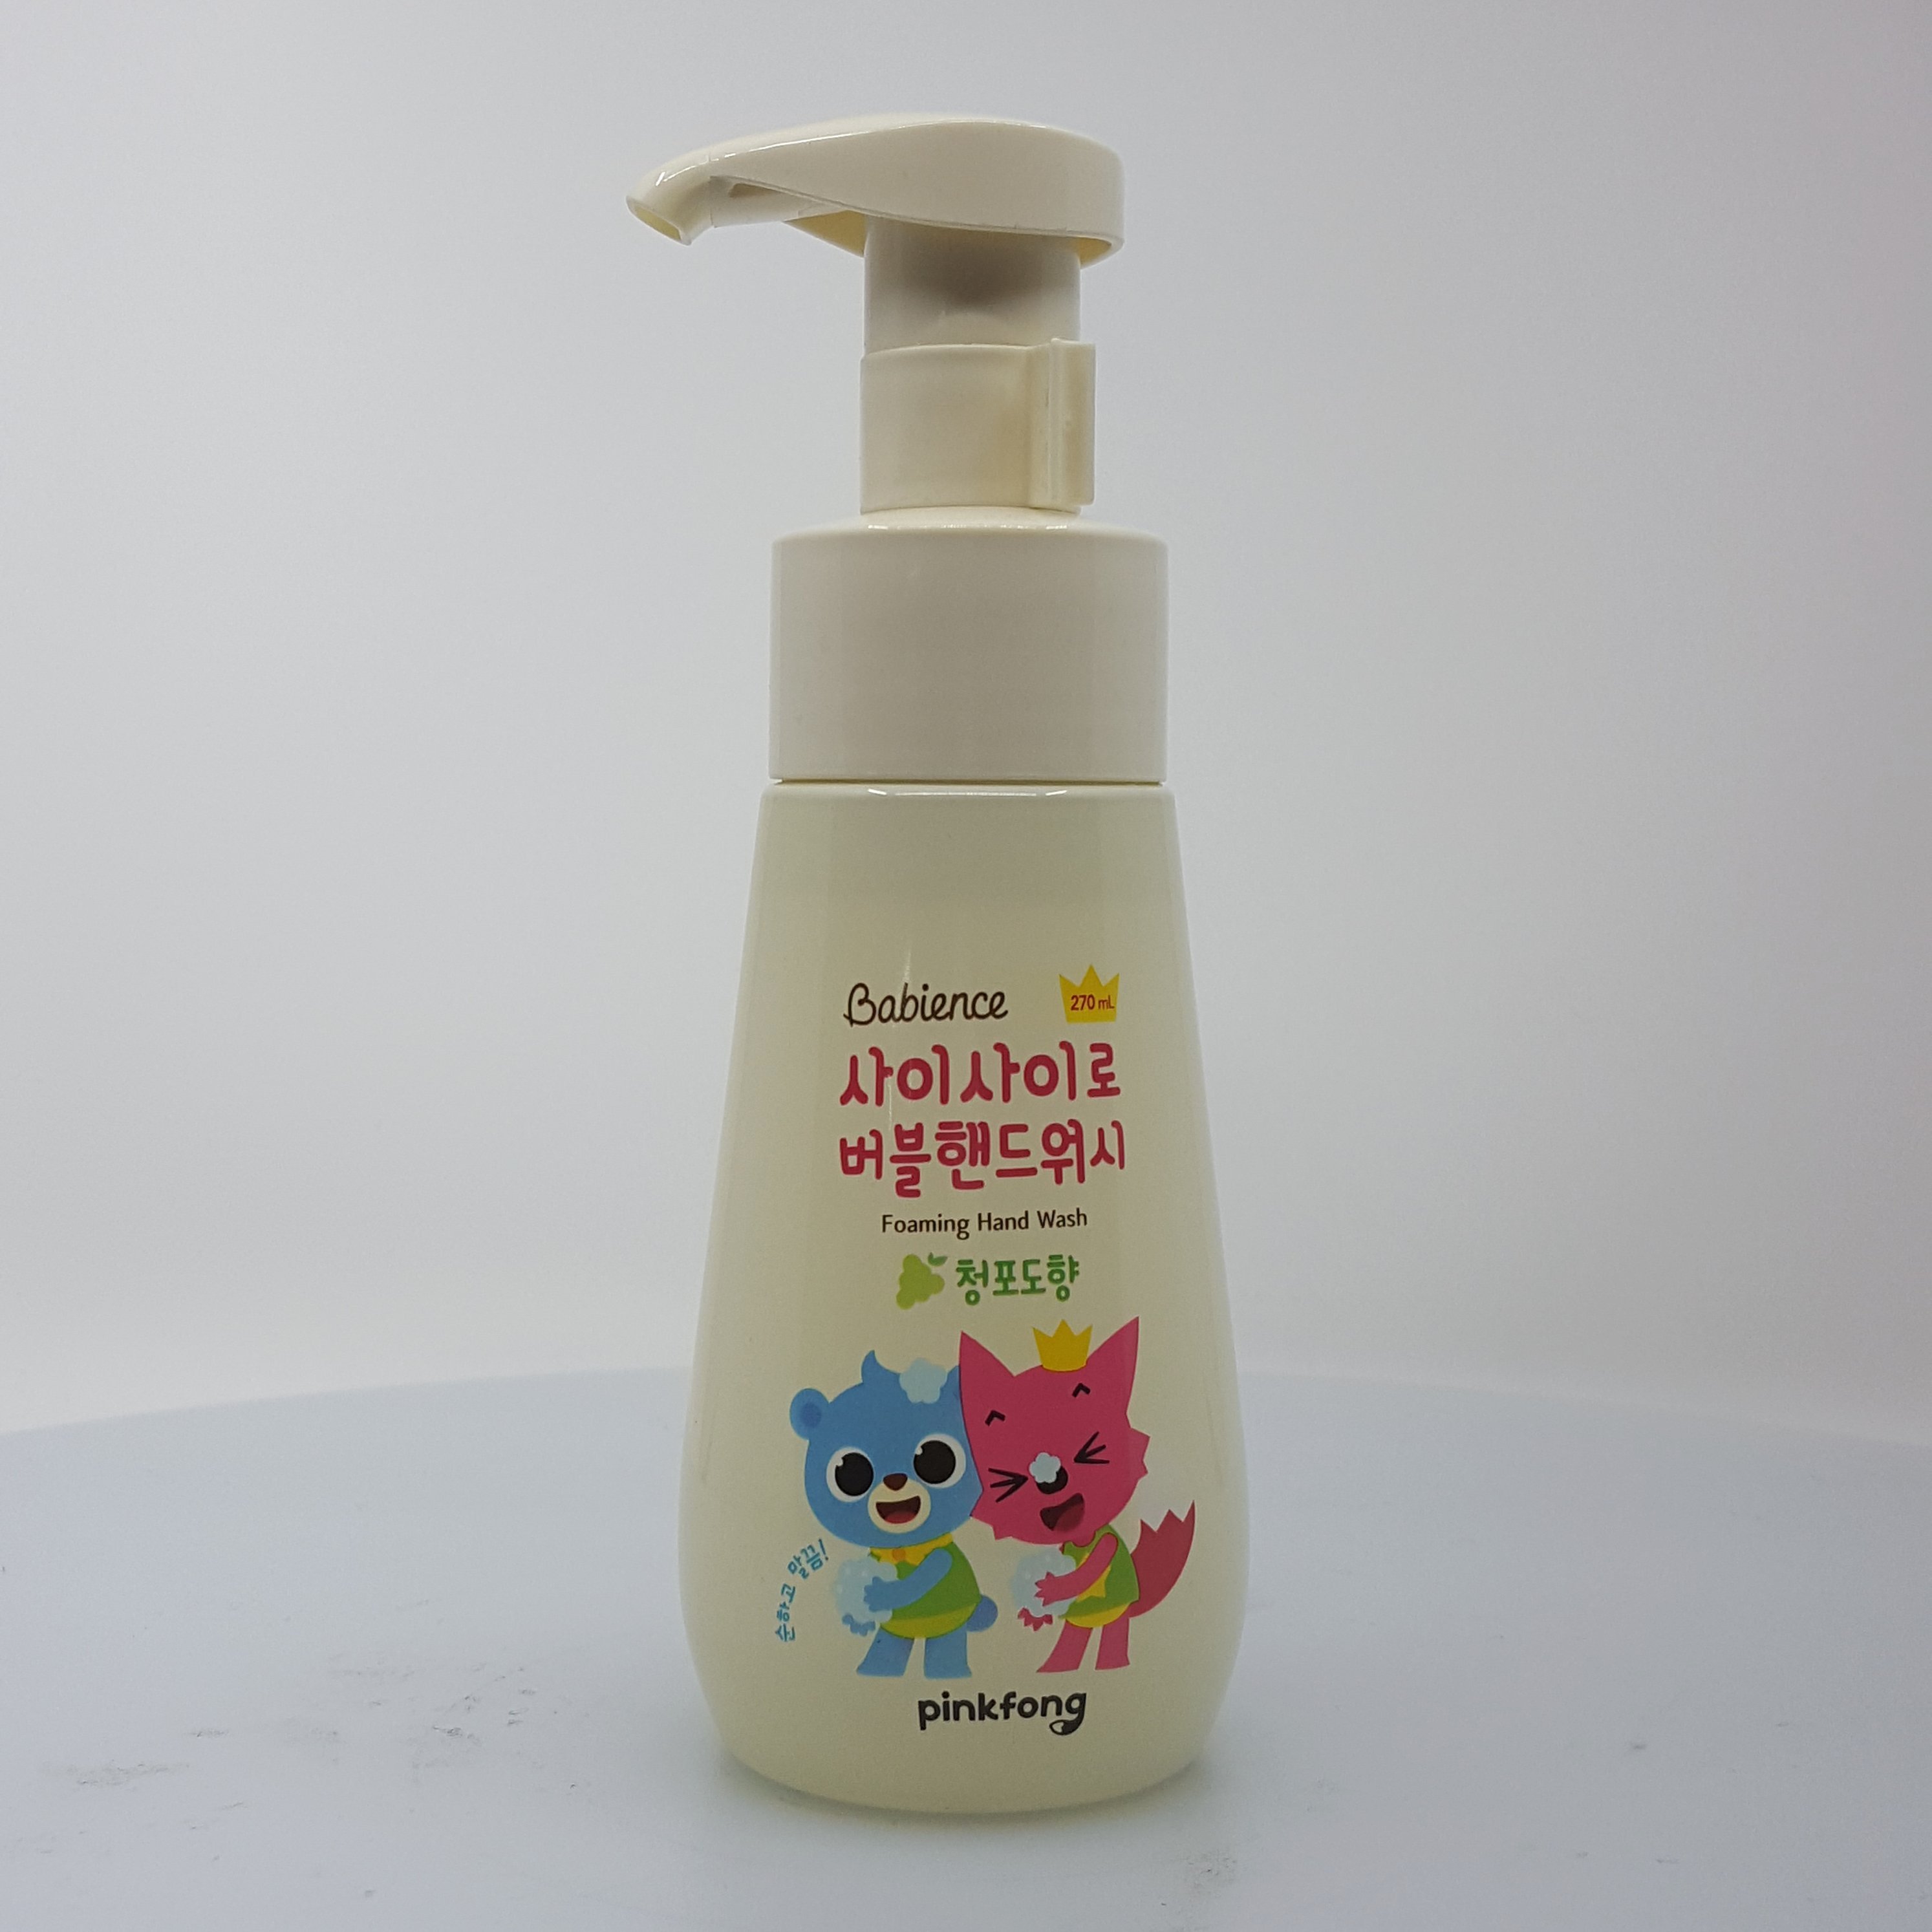 Babience
270 mL
사이사이로
버블핸드워시
Foaming Hand Wash
청포도향
순하고 말끔!
pinkfong